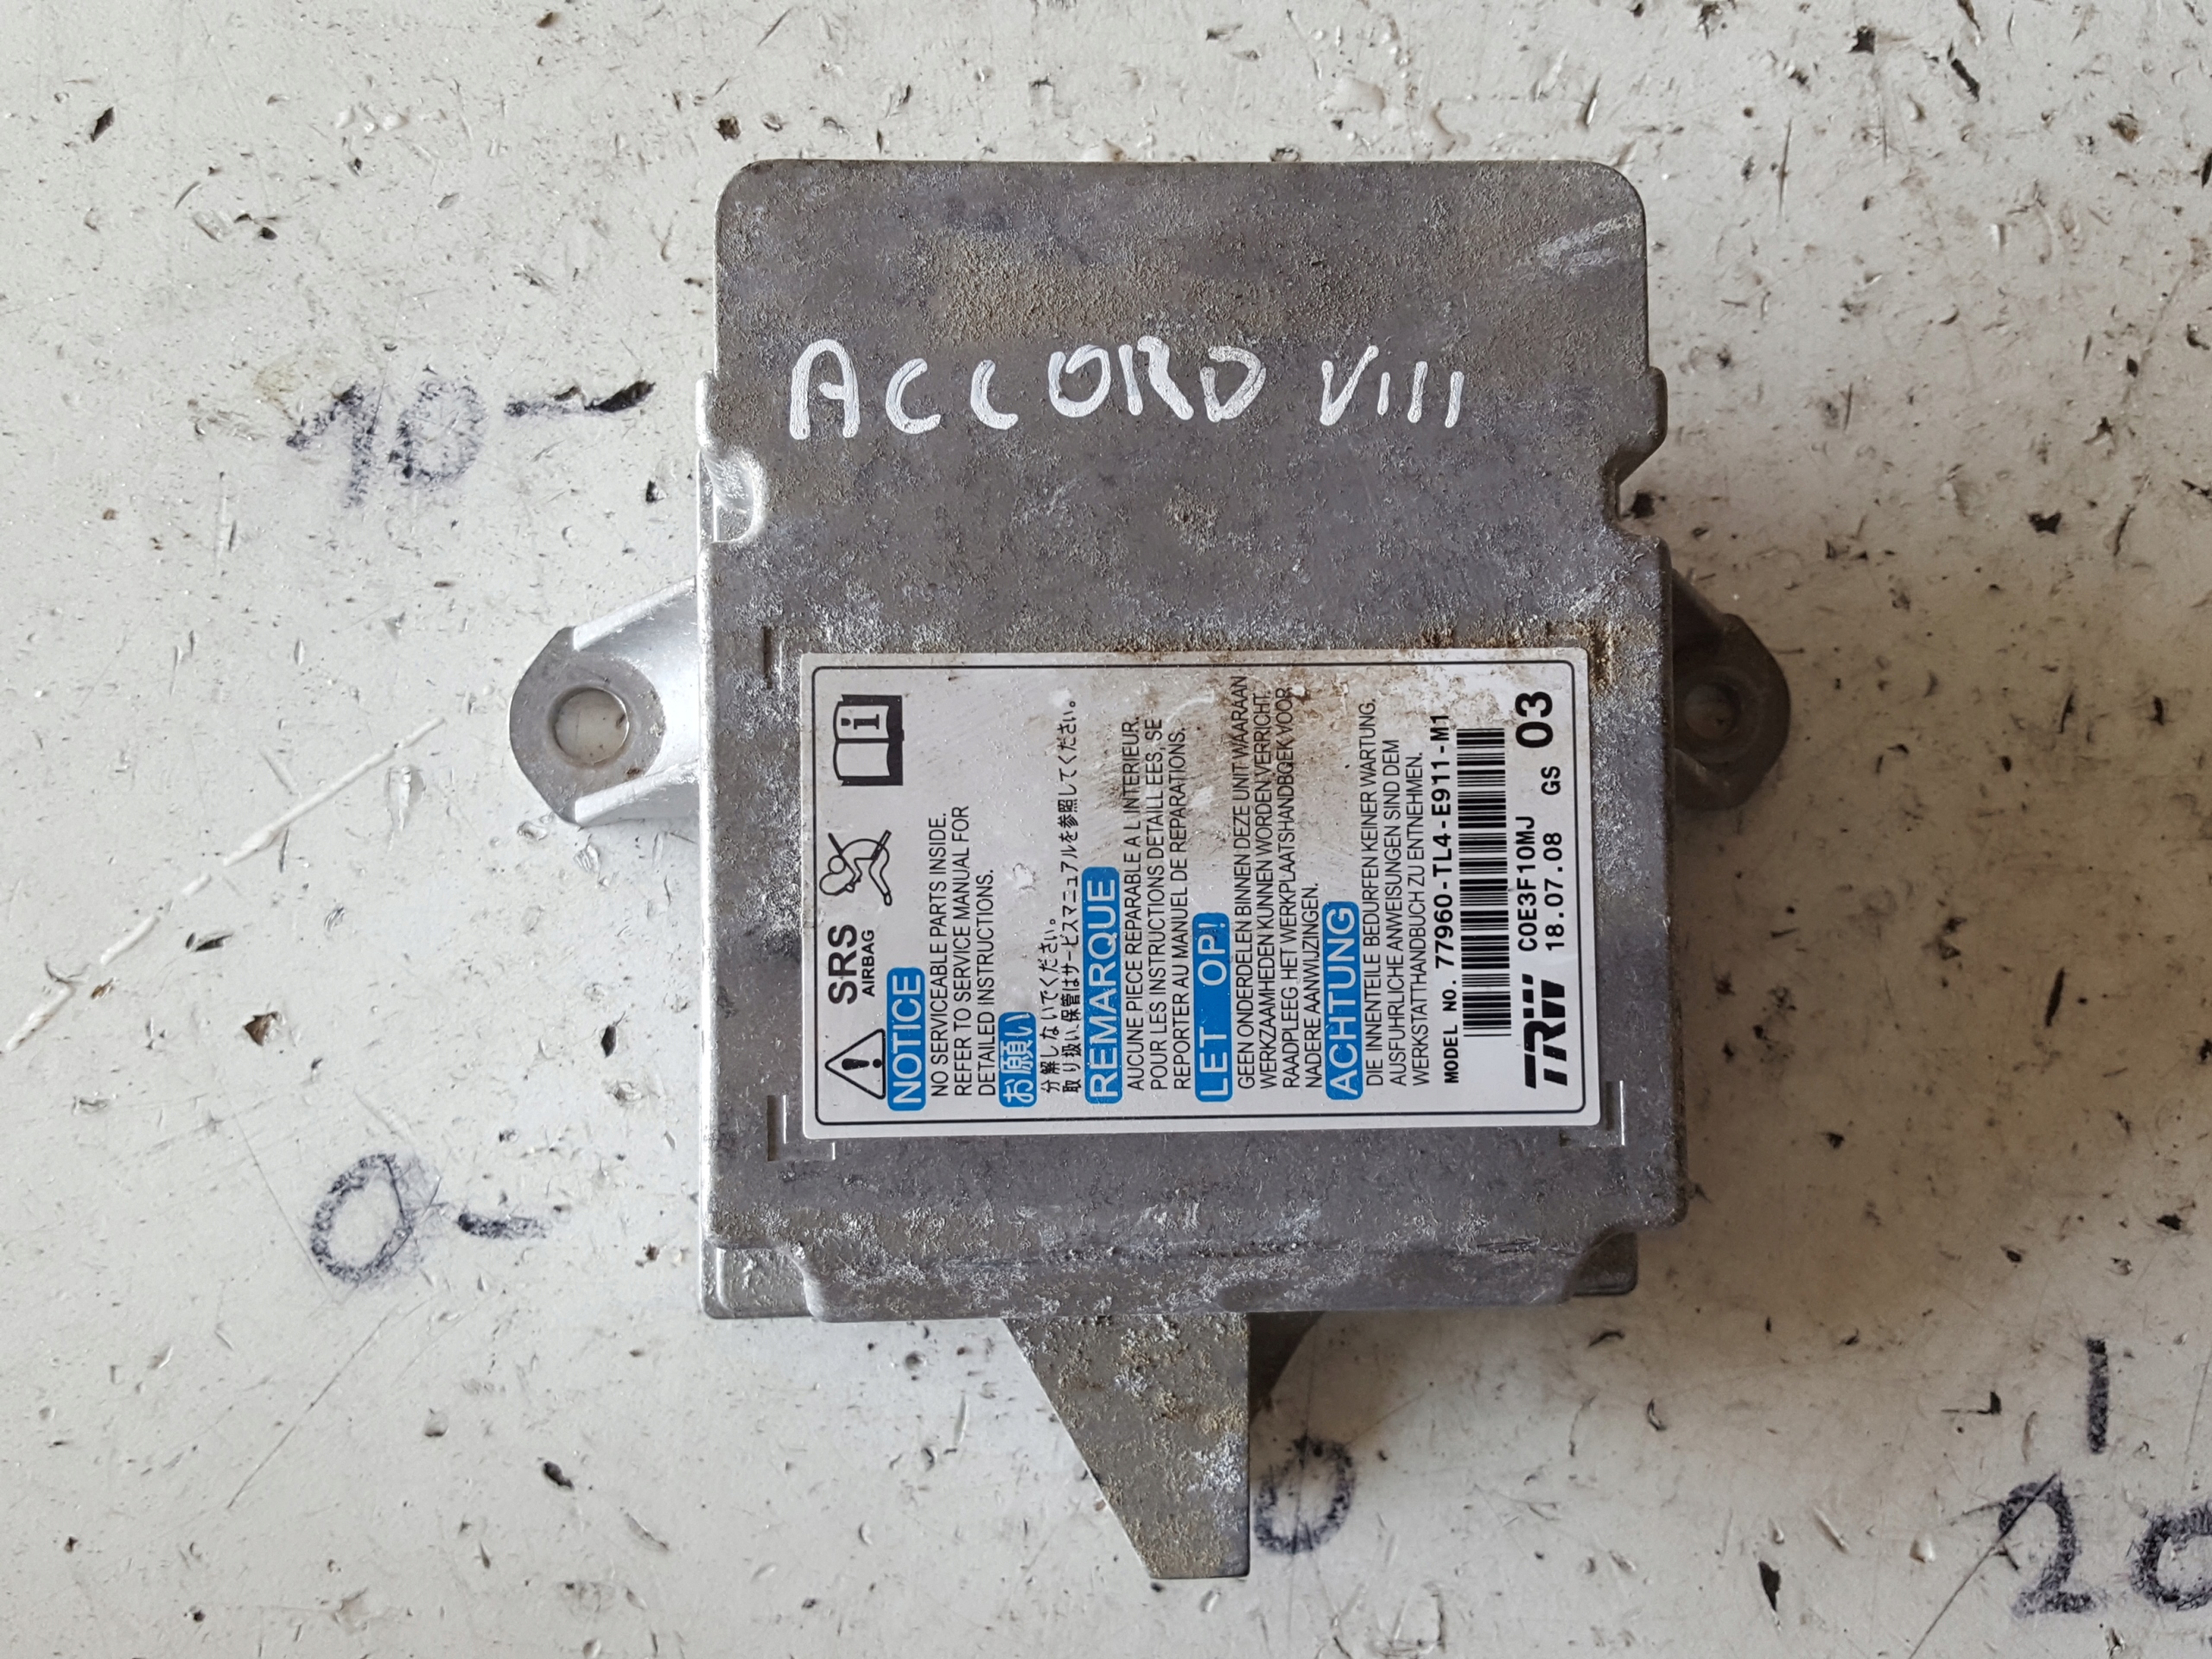 ACCORD VIII
SRS
AIRBAG
i
NOTICE
NO SERVICEABLE PARTS INSIDE.
REFER TO SERVICE MANUAL FOR
DETAILED INSTRUCTIONS.
お願い
分解しないでください。
取り扱い、保管はサービスマニュアルを参照してください。
REMARQUE
AUCUNE PIECE REPARABLE A L INTERIEUR.
POUR LES INSTRUCTIONS DETAILLEES, SE
REPORTER AU MANUEL DE REPARATIONS.
LET OP!
GEEN ONDERDELEN BINNEN DEZE UNIT WAARAAN
WERKZAAMHEDEN KUNNEN WORDEN VERRICHT.
RAADPLEEG HET WERKPLAATSHANDBOEK VOOR
NADERE AANWIJZINGEN.
ACHTUNG
DIE INNENTEILE BEDURFEN KEINER WARTUNG.
AUSFUHRLICHE ANWEISUNGEN SIND DEM
WERKSTATTHANDBUCH ZU ENTNEHMEN.
MODEL NO. 77960-TL4-E911-M1
TRW C0E3F10MJ
18.07.08 GS 03
10
0
0
20